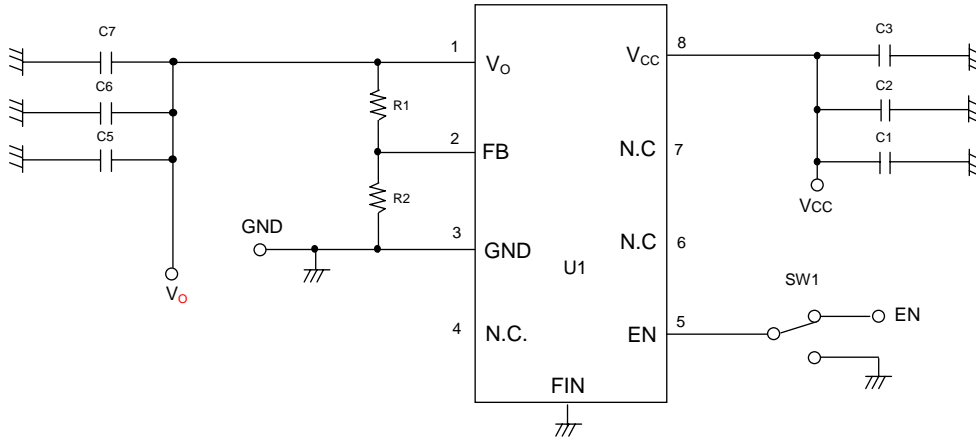 C7
C6
C5
R1
R2
GND
VO
1
2
3
4
VO
FB
GND
N.C.
U1
FIN
VCC
N.C
N.C
EN
8
7
6
5
C3
C2
C1
VCC
SW1
EN